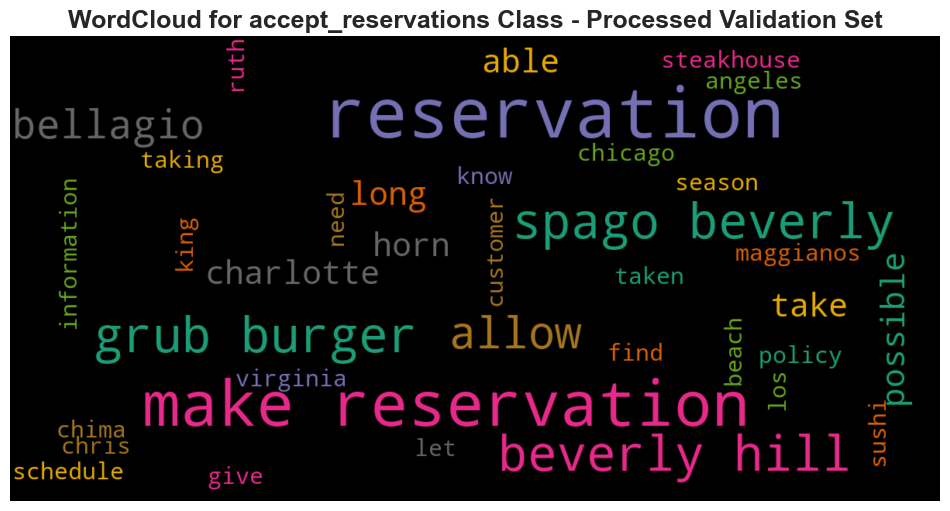 WordCloud for accept_reservations Class - Processed Validation Set
ruth
able
steakhouse
angeles
reservation
bellagio
chicago
taking
know
season
long
need
information
king
customer
spago beverly
horn
maggianos
charlotte
taken
possible
take
grub burger
allow
find
beach
policy
virginia
los
make reservation
sushi
chima
chris
let
beverly hill
schedule
give